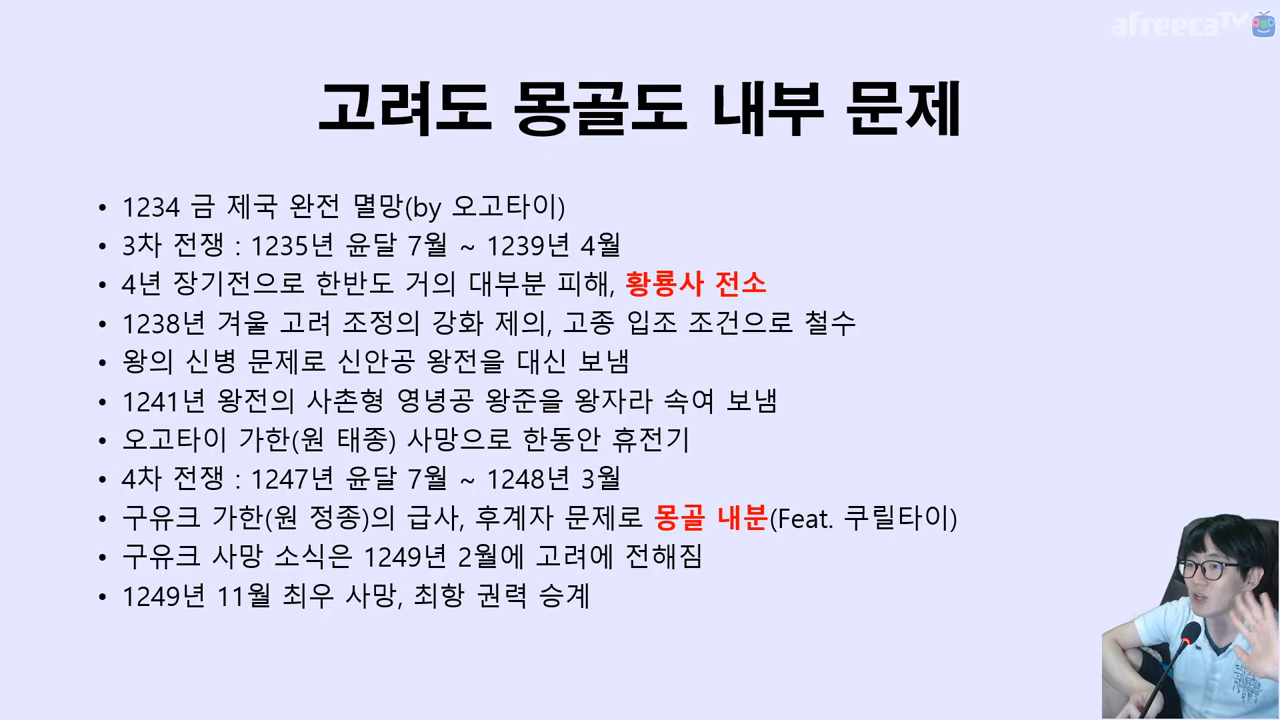 afreecaTV
고려도 몽골도 내부 문제
• 1234 금 제국 완전 멸망(by 오고타이)
• 3차 전쟁 : 1235년 윤달 7월 ~ 1239년 4월
• 4년 장기전으로 한반도 거의 대부분 피해, 황룡사 전소
• 1238년 겨울 고려 조정의 강화 제의, 고종 입조 조건으로 철수
• 왕의 신병 문제로 신안공 왕전을 대신 보냄
• 1241년 왕전의 사촌형 영녕공 왕준을 왕자라 속여 보냄
• 오고타이 가한(원 태종) 사망으로 한동안 휴전기
• 4차 전쟁 : 1247년 윤달 7월 ~ 1248년 3월
• 구유크 가한(원 정종)의 급사, 후계자 문제로 몽골 내분(Feat. 쿠릴타이)
• 구유크 사망 소식은 1249년 2월에 고려에 전해짐
• 1249년 11월 최우 사망, 최항 권력 승계